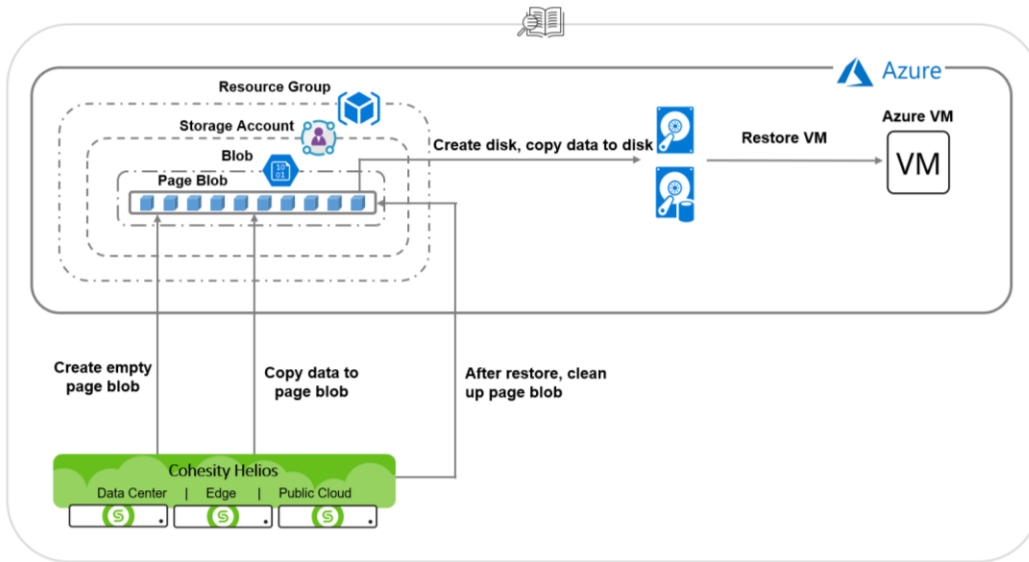 Azure
Resource Group
Storage Account
Blob
10
01
Page Blob
Create disk, copy data to disk
Restore VM
Azure VM
VM
Create empty
page blob
Copy data to
page blob
After restore, clean
up page blob
Cohesity Helios
Data Center | Edge | Public Cloud